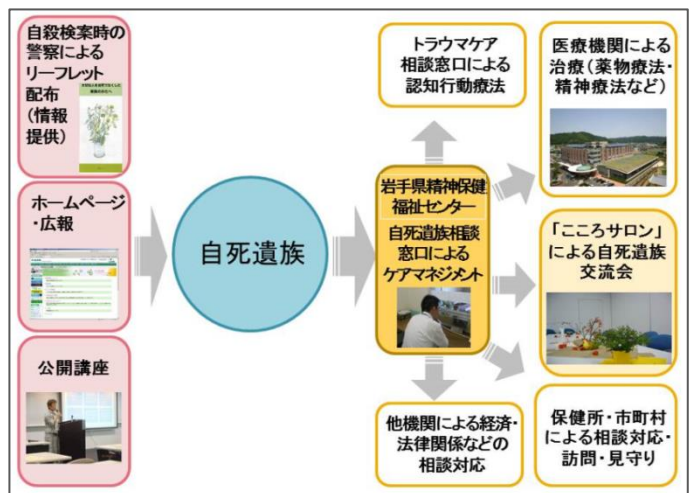 自殺検案時の
警察による
リーフレット
配布
(情報
提供)
ホームページ
・広報
公開講座
自死遺族
岩手県精神保健
福祉センター
自死遺族相談
窓口による
ケアマネジメント
トラウマケア
相談窓口による
認知行動療法
医療機関による
治療(薬物療法・
精神療法など)
「こころサロン」
による自死遺族
交流会
他機関による経済・
法律関係などの
相談対応
保健所・市町村
による相談対応・
訪問・見守り